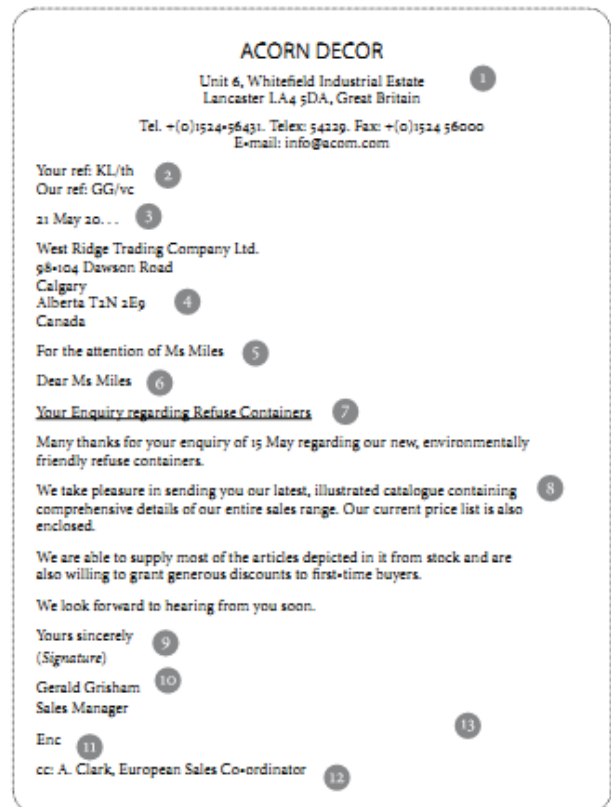 ACORN DECOR
Unit 6, Whitefield Industrial Estate 1
Lancaster LA4 5DA, Great Britain
Tel. +(0)1524-56431. Telex: 54229. Fax: +(0)1524 56000
E-mail: info@acom.com
Your ref: KL/th 2
Our ref: GG/vc
21 May 20... 3
West Ridge Trading Company Ltd.
98-104 Dawson Road
Calgary
Alberta T2N 2E9 4
Canada
For the attention of Ms Miles 5
Dear Ms Miles 6
Your Enquiry regarding Refuse Containers 7
Many thanks for your enquiry of 15 May regarding our new, environmentally
friendly refuse containers.
We take pleasure in sending you our latest, illustrated catalogue containing 8
comprehensive details of our entire sales range. Our current price list is also
enclosed.
We are able to supply most of the articles depicted in it from stock and are
also willing to grant generous discounts to first-time buyers.
We look forward to hearing from you soon.
Yours sincerely 9
(Signature)
Gerald Grisham 10
Sales Manager
13
Enc 11
cc: A. Clark, European Sales Co-ordinator 12